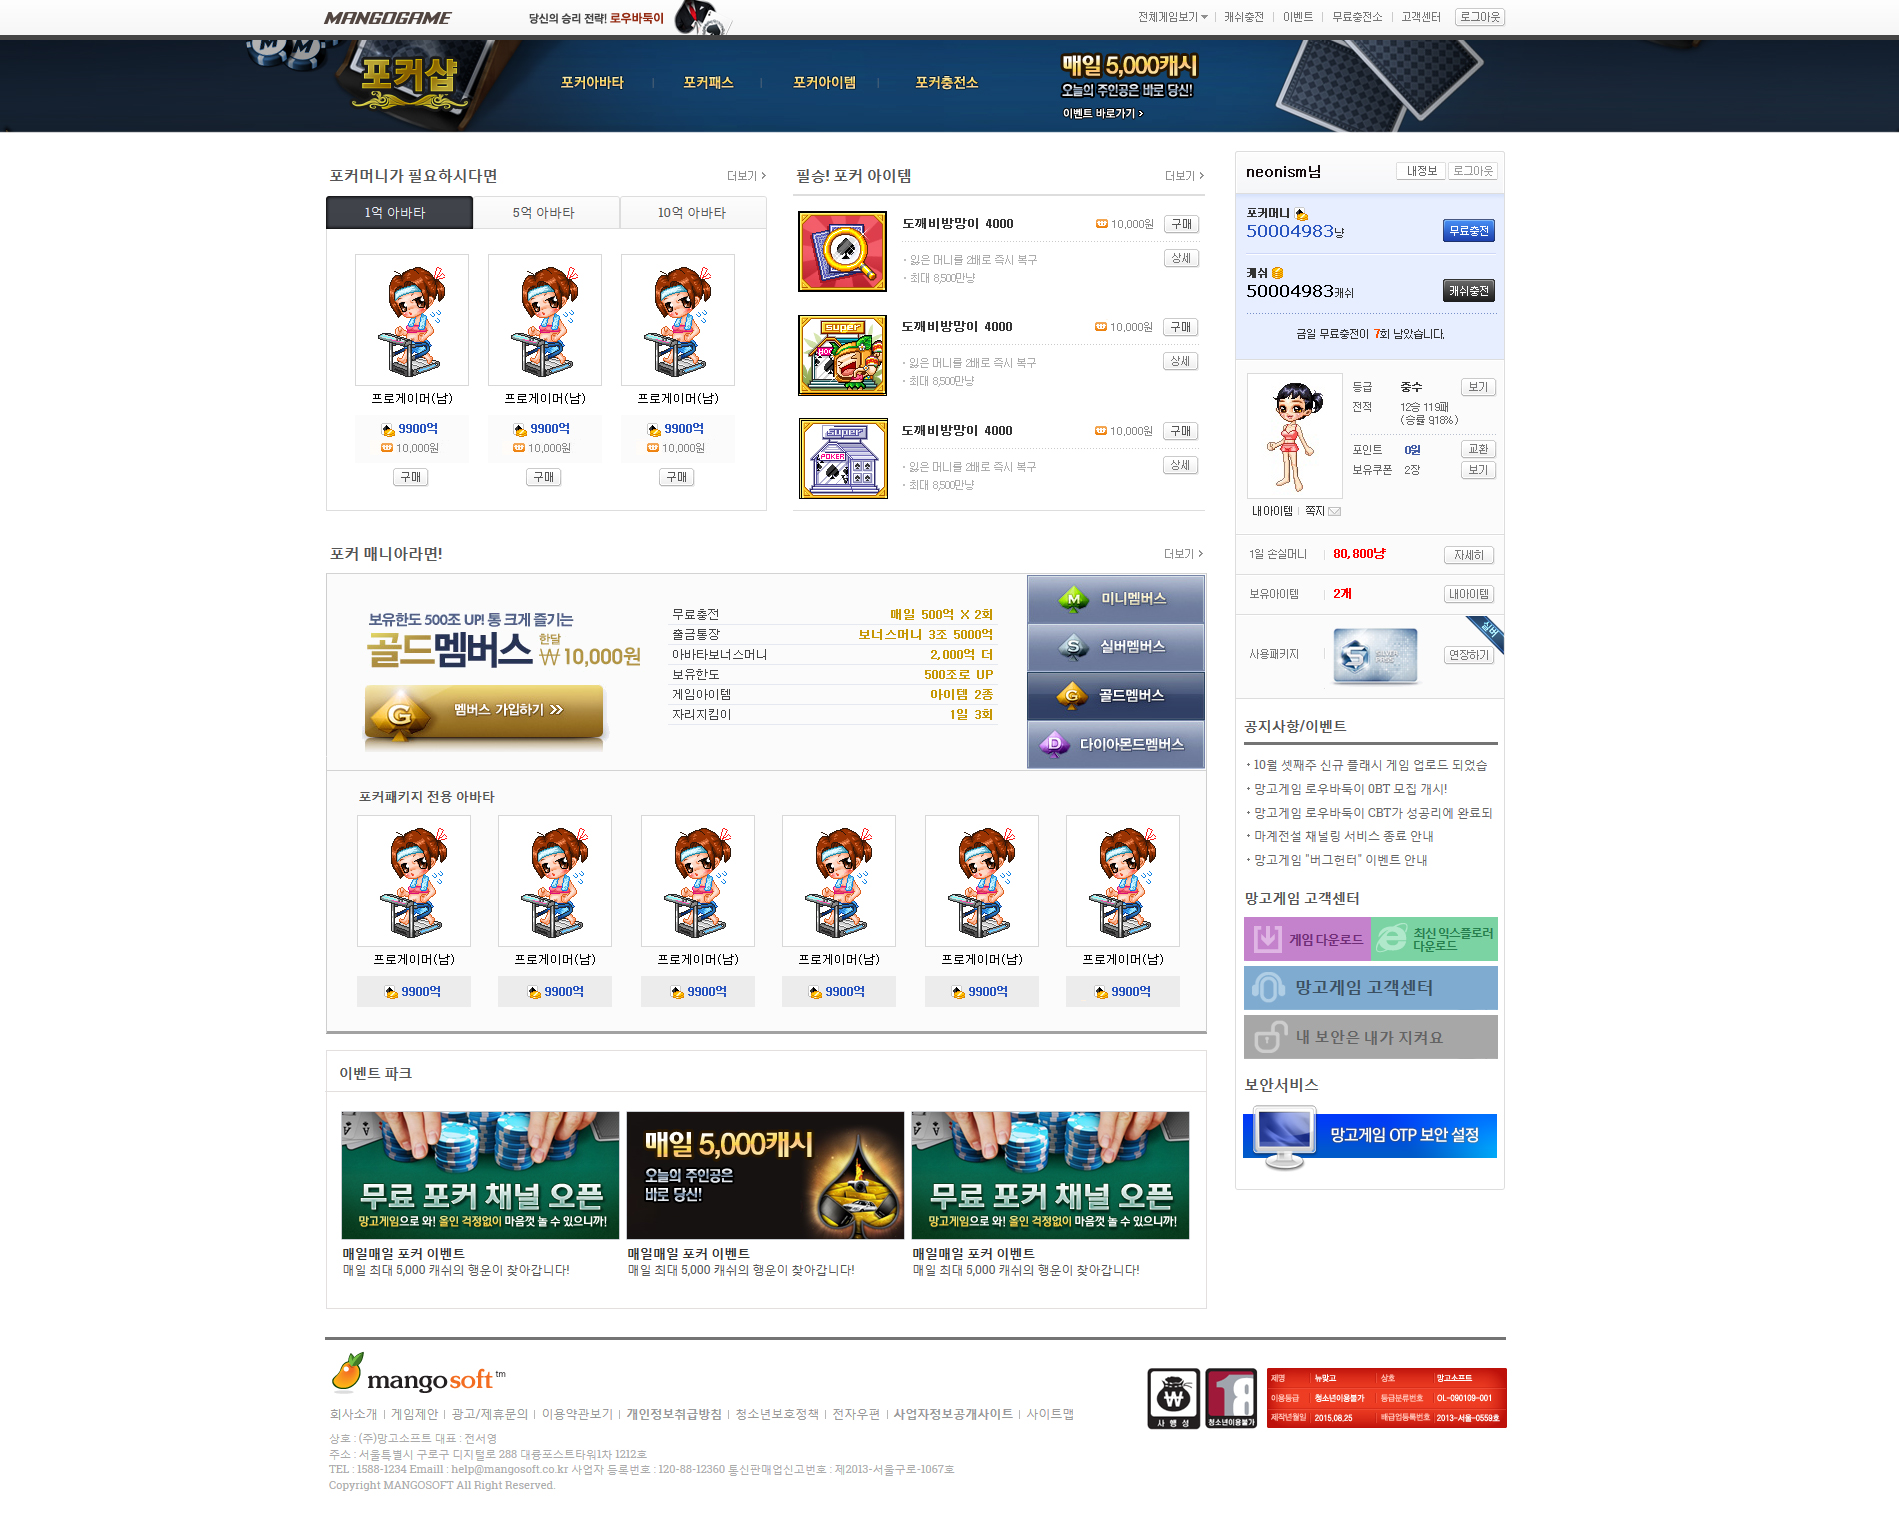 MANGOGAME
당신의 승리 전략! 로우바둑이
전체게임보기 캐쉬충전 이벤트 무료충전소 고객센터 로그아웃
포커샵
포커아바타 포커패스 포커아이템 포커충전소
매일 5,000캐시
오늘의 주인공은 바로 당신!
이벤트 바로가기 >
포커머니가 필요하시다면 더보기 >
1억 아바타 5억 아바타 10억 아바타
프로게이머(남) 프로게이머(남) 프로게이머(남)
9900억 9900억 9900억
10,000원 10,000원 10,000원
구매 구매 구매
필승! 포커 아이템 더보기 >
도깨비방망이 4000 10,000원 구매
· 잃은 머니를 2배로 즉시 복구 상세
· 최대 8,500만냥
super
도깨비방망이 4000 10,000원 구매
· 잃은 머니를 2배로 즉시 복구 상세
· 최대 8,500만냥
super
POKER
도깨비방망이 4000 10,000원 구매
· 잃은 머니를 2배로 즉시 복구 상세
· 최대 8,500만냥
neonism님 내정보 로그아웃
포커머니
50004983냥 무료충전
캐쉬
50004983캐쉬 캐쉬충전
금일 무료충전이 7회 남았습니다.
등급 중수 보기
전적 12승 119패
(승률 9.18%)
포인트 0원 교환
보유쿠폰 2장 보기
내아이템 쪽지
1일 손실머니 80,800냥 자세히
보유아이템 2개 내아이템
실버
사용패키지 S 연장하기
포커 매니아라면! 더보기 >
보유한도 500조 UP! 통 크게 즐기는
골드멤버스 한달 ₩10,000원
G 멤버스 가입하기 >>
무료충전 매일 500억 X 2회
출금통장 보너스머니 3조 5000억
아바타보너스머니 2,000억 더
보유한도 500조로 UP
게임아이템 아이템 2종
자리지킴이 1일 3회
M 미니멤버스
S 실버멤버스
G 골드멤버스
D 다이아몬드멤버스
포커패키지 전용 아바타
프로게이머(남) 프로게이머(남) 프로게이머(남) 프로게이머(남) 프로게이머(남) 프로게이머(남)
9900억 9900억 9900억 9900억 9900억 9900억
공지사항/이벤트
· 10월 셋째주 신규 플래시 게임 업로드 되었습
· 망고게임 로우바둑이 OBT 모집 개시!
· 망고게임 로우바둑이 CBT가 성공리에 완료되
· 마계전설 채널링 서비스 종료 안내
· 망고게임 "버그헌터" 이벤트 안내
망고게임 고객센터
게임 다운로드
최신 익스플로러
다운로드
망고게임 고객센터
내 보안은 내가 지켜요
보안서비스
망고게임 OTP 보안 설정
이벤트 파크
무료 포커 채널 오픈
망고게임으로 와! 올인 걱정없이 마음껏 놀 수 있으니까!
매일 5,000캐시
오늘의 주인공은
바로 당신!
무료 포커 채널 오픈
망고게임으로 와! 올인 걱정없이 마음껏 놀 수 있으니까!
매일매일 포커 이벤트 매일매일 포커 이벤트 매일매일 포커 이벤트
매일 최대 5,000 캐쉬의 행운이 찾아갑니다! 매일 최대 5,000 캐쉬의 행운이 찾아갑니다! 매일 최대 5,000 캐쉬의 행운이 찾아갑니다!
mangosoft tm
회사소개 | 게임제안 | 광고/제휴문의 | 이용약관보기 | 개인정보취급방침 | 청소년보호정책 | 전자우편 | 사업자정보공개사이트 | 사이트맵
상호 : (주)망고소프트 대표 : 전서영
주소 : 서울특별시 구로구 디지털로 288 대륭포스트타워1차 1212호
TEL : 1588-1234 Emaill : help@mangosoft.co.kr 사업자 등록번호 : 120-88-12360 통신판매업신고번호 : 제2013-서울구로-1067호
Copyright MANGOSOFT All Right Reserved.
사행성
18
청소년이용불가
제명 뉴맞고 상호 망고소프트
이용등급 청소년이용불가 등급분류번호 OL-090109-001
제작년월일 2015.08.25 배급업등록번호 2013-서울-0559호